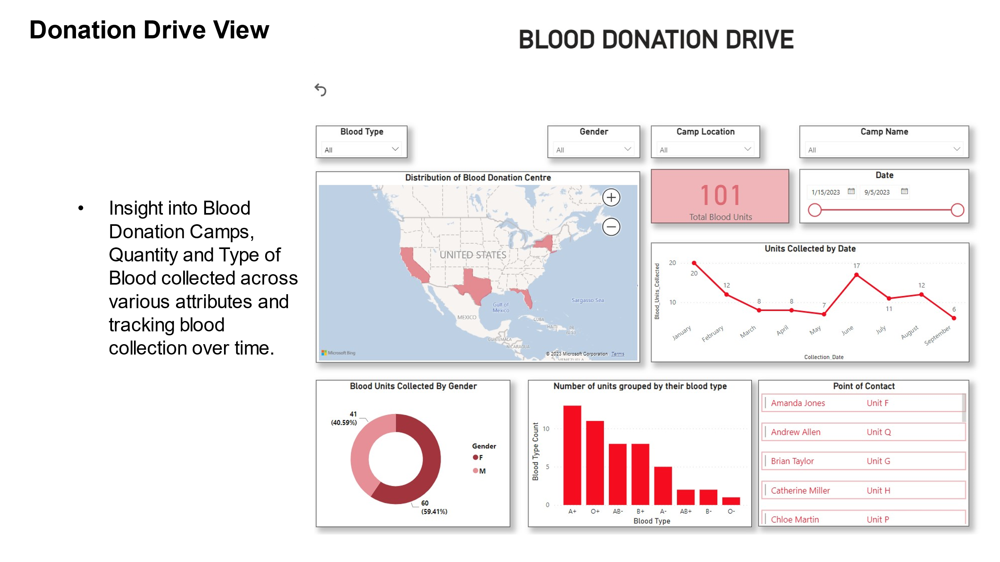 Donation Drive View
BLOOD DONATION DRIVE
• Insight into Blood
Donation Camps,
Quantity and Type of
Blood collected across
various attributes and
tracking blood
collection over time.
Blood Type
All
Gender
All
Camp Location
All
Camp Name
All
Distribution of Blood Donation Centre
UNITED STATES
Gulf of
Mexico
Sargasso Sea
MEXICO
CUBA
HAITI
PR
(U.S.)
GUATEMALA
NICARAGUA
VENEZUELA
Microsoft Bing
© 2023 Microsoft Corporation Terms
101
Total Blood Units
Date
1/15/2023
9/5/2023
Units Collected by Date
Blood_Units_Collected
20
10
20
12
8
8
7
17
11
12
6
January
February
March
April
May
June
July
August
September
Collection_Date
Blood Units Collected By Gender
41
(40.59%)
60
(59.41%)
Gender
F
M
Number of units grouped by their blood type
Blood Type Count
10
5
0
A+ O+ AB- B+ A- AB+ B- O-
Blood Type
Point of Contact
Amanda Jones Unit F
Andrew Allen Unit Q
Brian Taylor Unit G
Catherine Miller Unit H
Chloe Martin Unit P